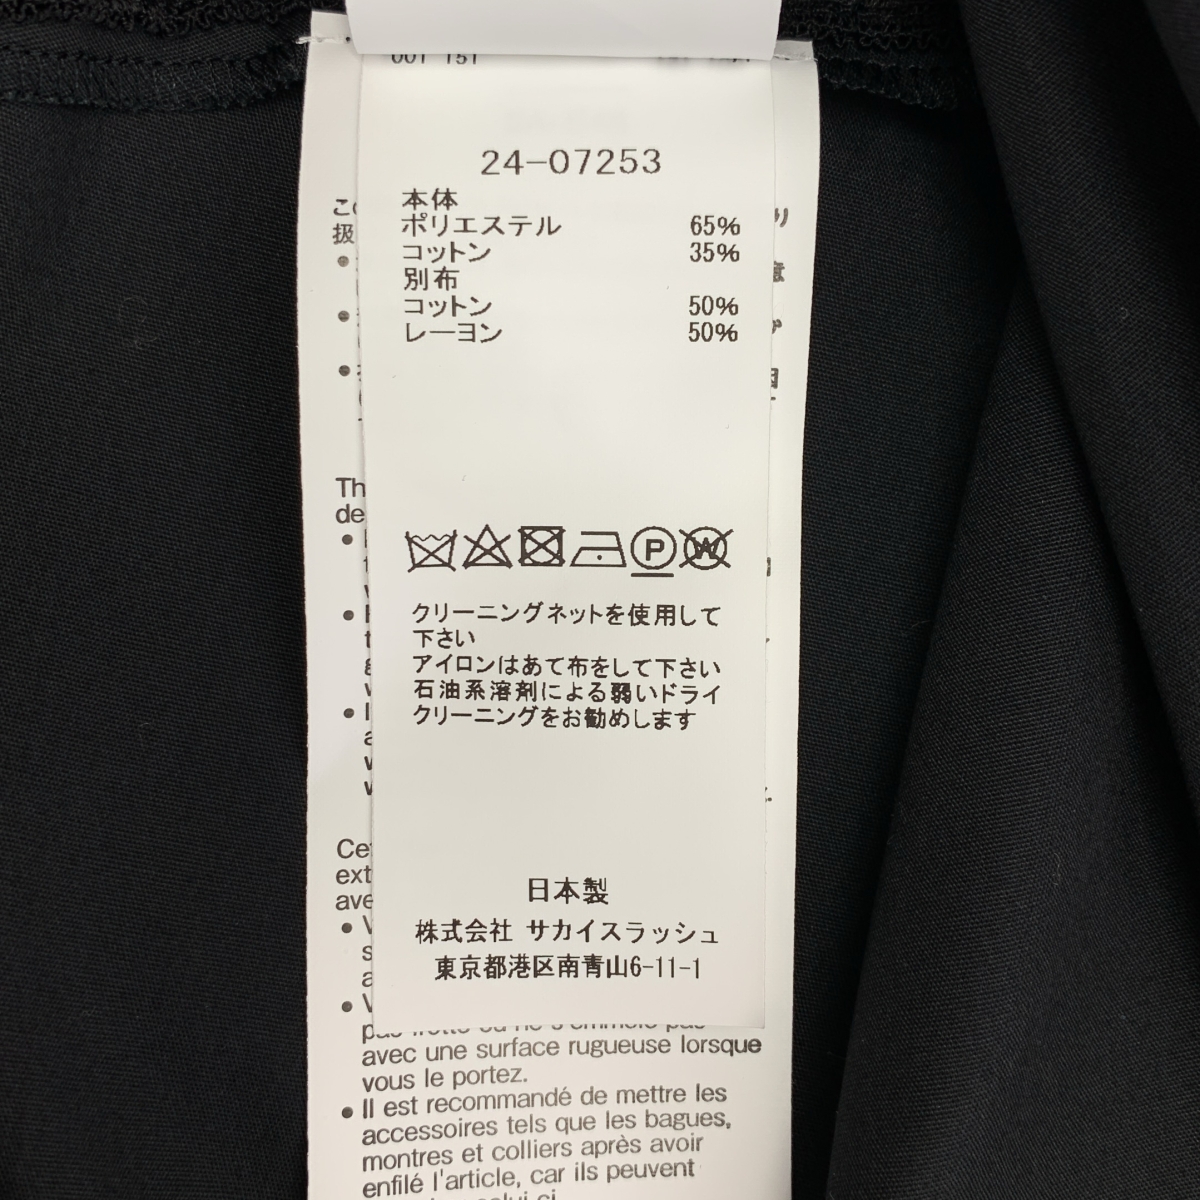 001 151
24-07253
本体
ポリエステル 65%
コットン 35%
別布
コットン 50%
レーヨン 50%
P W
クリーニングネットを使用して
下さい
アイロンはあて布をして下さい
石油系溶剤による弱いドライ
クリーニングをお勧めします
日本製
株式会社 サカイスラッシュ
東京都港区南青山6-11-1
avec une surface rugueuse lorsque
vous le portez.
• Il est recommandé de mettre les
accessoires tels que les bagues,
montres et colliers après avoir
enfilé l'article, car ils peuvent